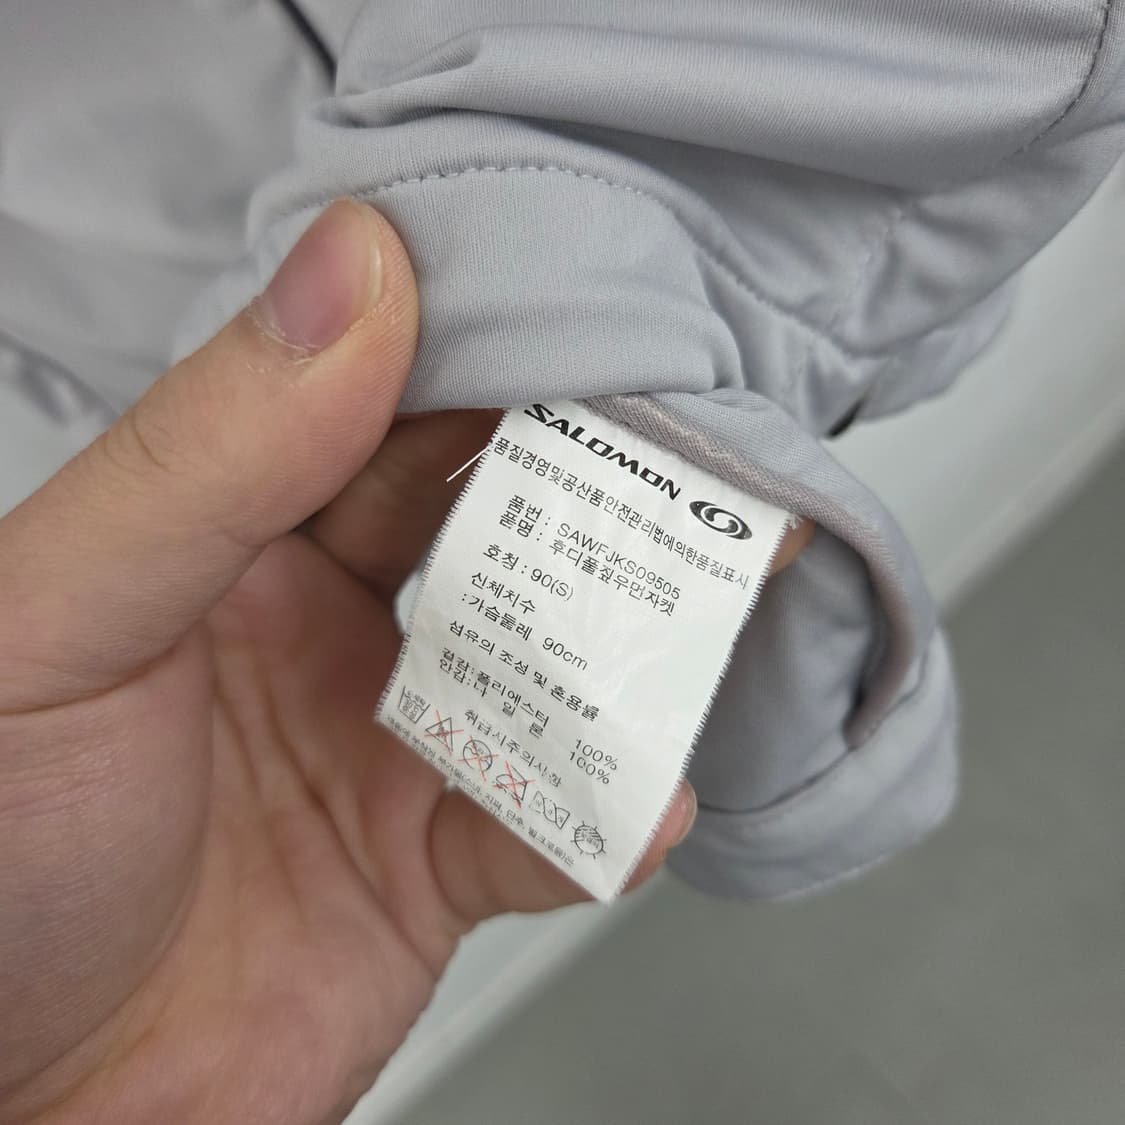 SALOMON
품질경영및공산품안전관리법에의한품질표시
품번 : SAWFJKS09505
품명 : 후디풀짚우먼자켓
호칭 : 90(S)
신체치수
: 가슴둘레 90cm
섬유의 조성 및 혼용률
겉감 : 폴리에스터 100%
안감 : 나 일 론 100%
취급시주의사항